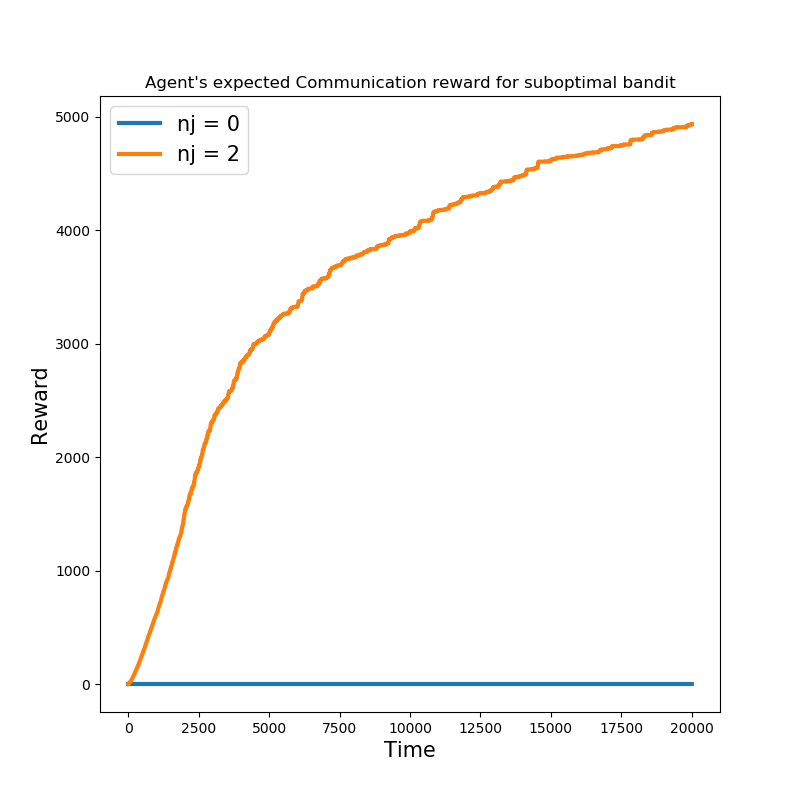 Agent's expected Communication reward for suboptimal bandit
nj = 0
nj = 2
5000
4000
3000
2000
1000
0
Reward
0 2500 5000 7500 10000 12500 15000 17500 20000
Time